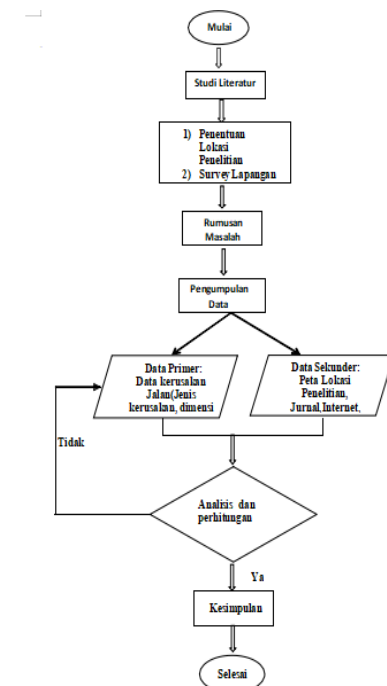 Mulai
Studi Literatur
1) Penentuan
Lokasi
Penelitian
2) Survey Lapangan
Rumusan
Masalah
Pengumpulan
Data
Data Primer:
Data kerusakan
Jalan(Jenis
kerusakan, dimensi
Data Sekunder:
Peta Lokasi
Penelitian,
Jurnal,Internet,
Tidak
Analisis dan
perhitungan
Ya
Kesimpulan
Selesai